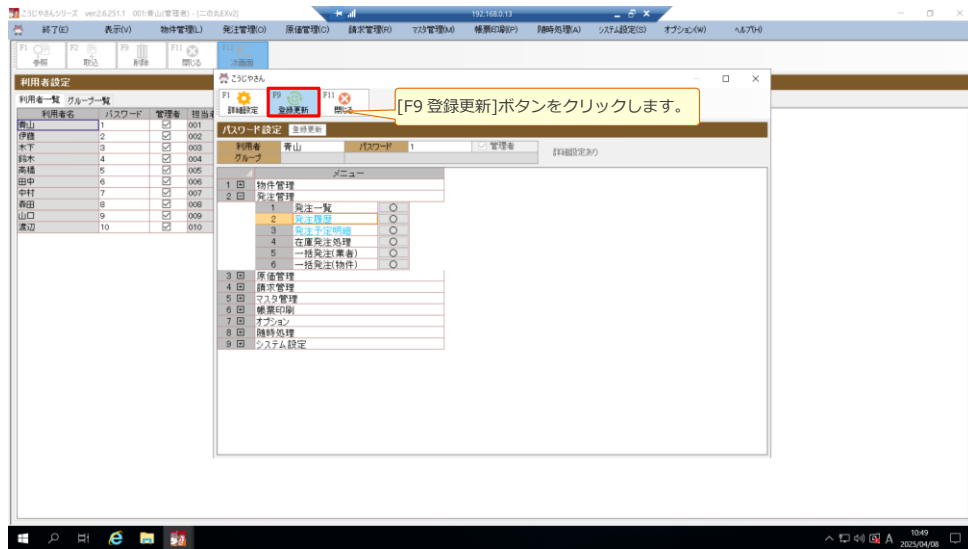 こうじやさんシリーズ ver.2.6.251.1 001:青山(管理者) - [二の丸EXv2]
192.168.0.13
終了(E) 表示(V) 物件管理(L) 発注管理(O) 原価管理(C) 請求管理(R) マスタ管理(M) 帳票印刷(P) 随時処理(A) システム設定(S) オプション(W) ヘルプ(H)
F1 F2 F9 F11 F12
参照 取込 削除 閉じる 次画面
利用者設定
利用者一覧 グループ一覧
利用者名 パスワード 管理者 担当者
青山 1 001
伊藤 2 002
木下 3 003
鈴木 4 004
高橋 5 005
田中 6 006
中村 7 007
森田 8 008
山口 9 009
渡辺 10 010
こうじやさん
F1 F9 F11
詳細設定 登録更新 閉じる
[F9 登録更新]ボタンをクリックします。
パスワード設定 登録更新
利用者 青山 パスワード 1 管理者
グループ
詳細設定あり
メニュー
1 物件管理
2 発注管理
1 発注一覧 ○
2 発注履歴
3 発注予定明細 ○
4 在庫発注処理 ○
5 一括発注(業者) ○
6 一括発注(物件) ○
3 原価管理
4 請求管理
5 マスタ管理
6 帳票印刷
7 オプション
8 随時処理
9 システム設定
A
10:49
2025/04/08